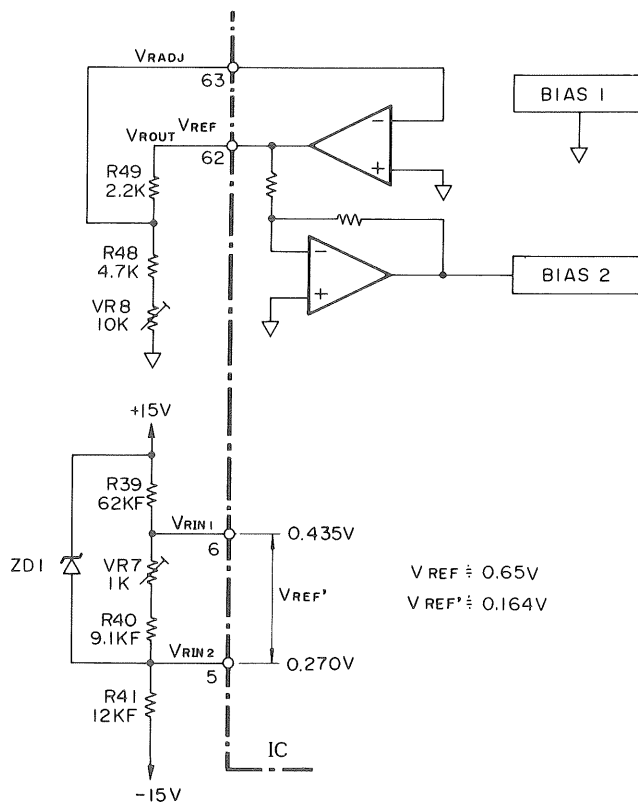 VRADJ
63
BIAS 1
VREF
VROUT
62
R49
2.2K
R48
4.7K
VR8
10K
−
+
−
+
BIAS 2
+15V
R39
62KF
VRIN1
6
0.435V
ZD1
VR7
1K
VREF'
VREF ≒ 0.65V
VREF' ≒ 0.164V
R40
9.1KF
VRIN2
5
0.270V
R41
12KF
IC
−15V